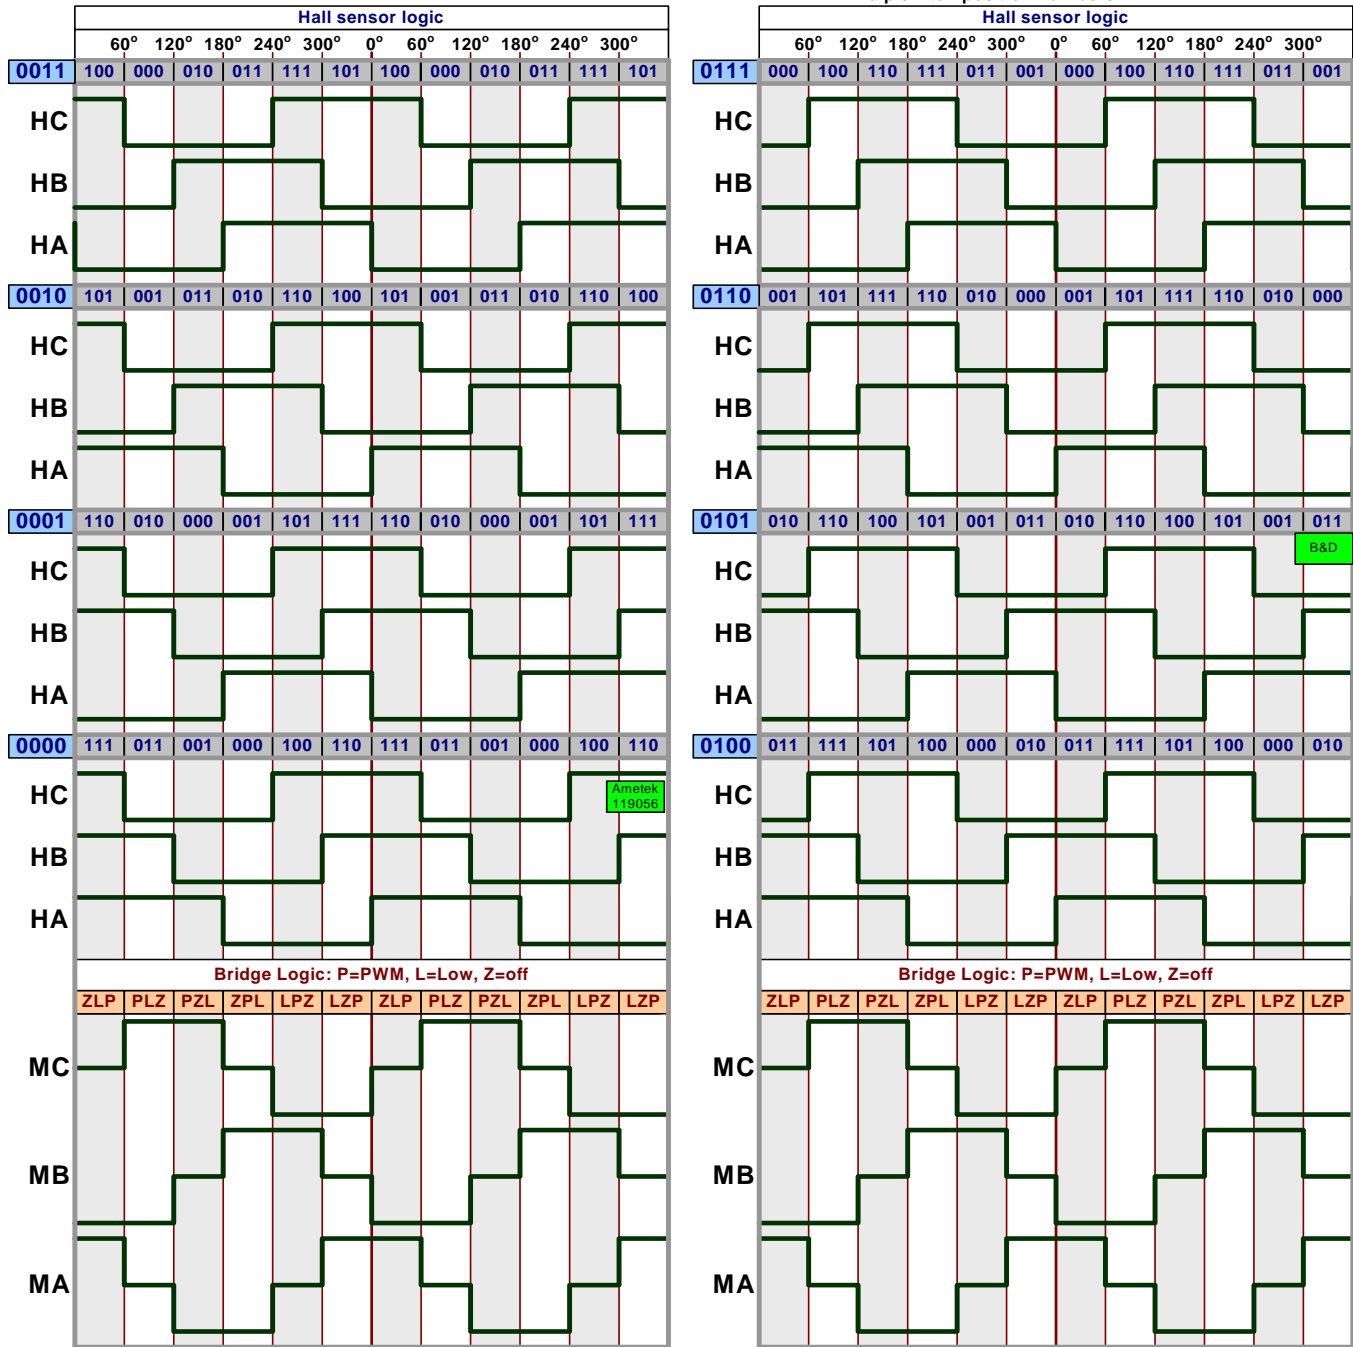 Hall sensor logic
60° 120° 180° 240° 300° 0° 60° 120° 180° 240° 300°
0011 100 000 010 011 111 101 100 000 010 011 111 101
HC
HB
HA
0010 101 001 011 010 110 100 101 001 011 010 110 100
HC
HB
HA
0001 110 010 000 001 101 111 110 010 000 001 101 111
HC
HB
HA
0000 111 011 001 000 100 110 111 011 001 000 100 110
HC
Ametek
119056
HB
HA
Bridge Logic: P=PWM, L=Low, Z=off
ZLP PLZ PZL ZPL LPZ LZP ZLP PLZ PZL ZPL LPZ LZP
MC
MB
MA
Hall sensor logic
60° 120° 180° 240° 300° 0° 60° 120° 180° 240° 300°
0111 000 100 110 111 011 001 000 100 110 111 011 001
HC
HB
HA
0110 001 101 111 110 010 000 001 101 111 110 010 000
HC
HB
HA
0101 010 110 100 101 001 011 010 110 100 101 001 011
B&D
HC
HB
HA
0100 011 111 101 100 000 010 011 111 101 100 000 010
HC
HB
HA
Bridge Logic: P=PWM, L=Low, Z=off
ZLP PLZ PZL ZPL LPZ LZP ZLP PLZ PZL ZPL LPZ LZP
MC
MB
MA